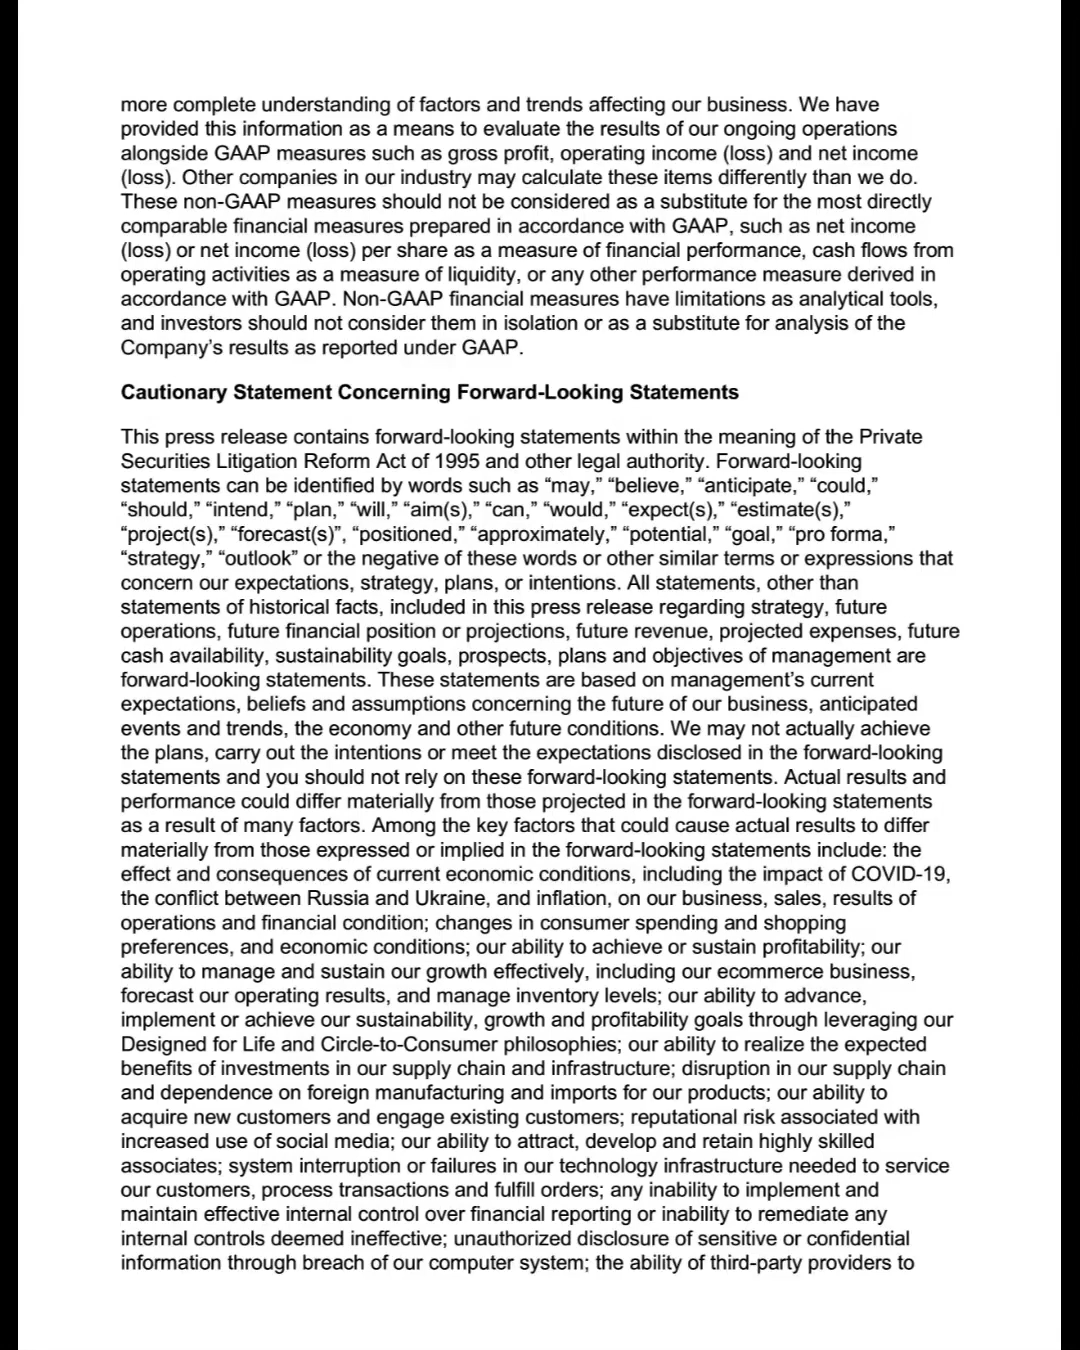 more complete understanding of factors and trends affecting our business. We have
provided this information as a means to evaluate the results of our ongoing operations
alongside GAAP measures such as gross profit, operating income (loss) and net income
(loss). Other companies in our industry may calculate these items differently than we do.
These non-GAAP measures should not be considered as a substitute for the most directly
comparable financial measures prepared in accordance with GAAP, such as net income
(loss) or net income (loss) per share as a measure of financial performance, cash flows from
operating activities as a measure of liquidity, or any other performance measure derived in
accordance with GAAP. Non-GAAP financial measures have limitations as analytical tools,
and investors should not consider them in isolation or as a substitute for analysis of the
Company’s results as reported under GAAP.
Cautionary Statement Concerning Forward-Looking Statements
This press release contains forward-looking statements within the meaning of the Private
Securities Litigation Reform Act of 1995 and other legal authority. Forward-looking
statements can be identified by words such as “may,” “believe,” “anticipate,” “could,”
“should,” “intend,” “plan,” “will,” “aim(s),” “can,” “would,” “expect(s),” “estimate(s),”
“project(s),” “forecast(s)”, “positioned,” “approximately,” “potential,” “goal,” “pro forma,”
“strategy,” “outlook” or the negative of these words or other similar terms or expressions that
concern our expectations, strategy, plans, or intentions. All statements, other than
statements of historical facts, included in this press release regarding strategy, future
operations, future financial position or projections, future revenue, projected expenses, future
cash availability, sustainability goals, prospects, plans and objectives of management are
forward-looking statements. These statements are based on management’s current
expectations, beliefs and assumptions concerning the future of our business, anticipated
events and trends, the economy and other future conditions. We may not actually achieve
the plans, carry out the intentions or meet the expectations disclosed in the forward-looking
statements and you should not rely on these forward-looking statements. Actual results and
performance could differ materially from those projected in the forward-looking statements
as a result of many factors. Among the key factors that could cause actual results to differ
materially from those expressed or implied in the forward-looking statements include: the
effect and consequences of current economic conditions, including the impact of COVID-19,
the conflict between Russia and Ukraine, and inflation, on our business, sales, results of
operations and financial condition; changes in consumer spending and shopping
preferences, and economic conditions; our ability to achieve or sustain profitability; our
ability to manage and sustain our growth effectively, including our ecommerce business,
forecast our operating results, and manage inventory levels; our ability to advance,
implement or achieve our sustainability, growth and profitability goals through leveraging our
Designed for Life and Circle-to-Consumer philosophies; our ability to realize the expected
benefits of investments in our supply chain and infrastructure; disruption in our supply chain
and dependence on foreign manufacturing and imports for our products; our ability to
acquire new customers and engage existing customers; reputational risk associated with
increased use of social media; our ability to attract, develop and retain highly skilled
associates; system interruption or failures in our technology infrastructure needed to service
our customers, process transactions and fulfill orders; any inability to implement and
maintain effective internal control over financial reporting or inability to remediate any
internal controls deemed ineffective; unauthorized disclosure of sensitive or confidential
information through breach of our computer system; the ability of third-party providers to